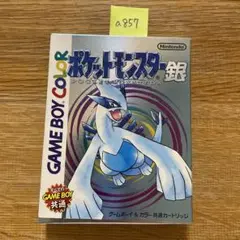 a857
Nintendo
GAME BOY COLOR
ポケットモンスター銀
GAME BOY
共通
ゲームボーイ&カラー共通カートリッジ